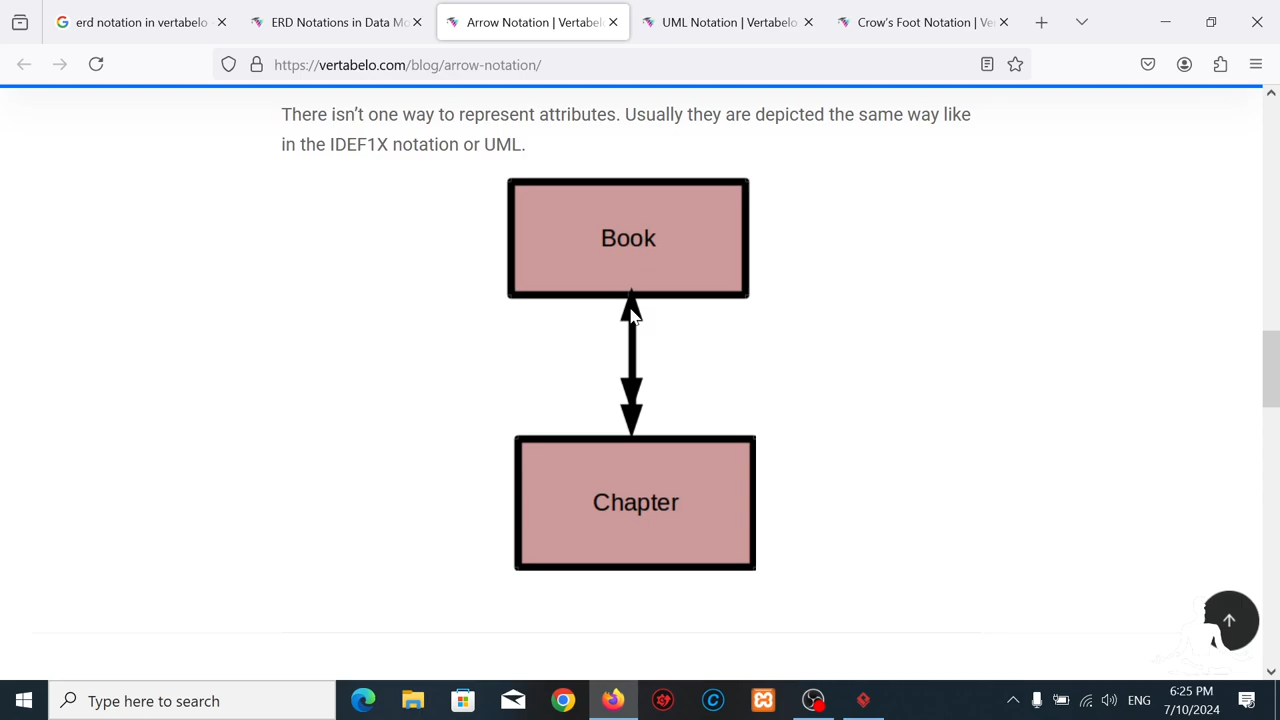 erd notation in vertabelo
ERD Notations in Data Mo
Arrow Notation | Vertabelo
UML Notation | Vertabelo
Crow's Foot Notation | Ve
https://vertabelo.com/blog/arrow-notation/
There isn't one way to represent attributes. Usually they are depicted the same way like
in the IDEF1X notation or UML.
Book
Chapter
Type here to search
ENG
6:25 PM
7/10/2024